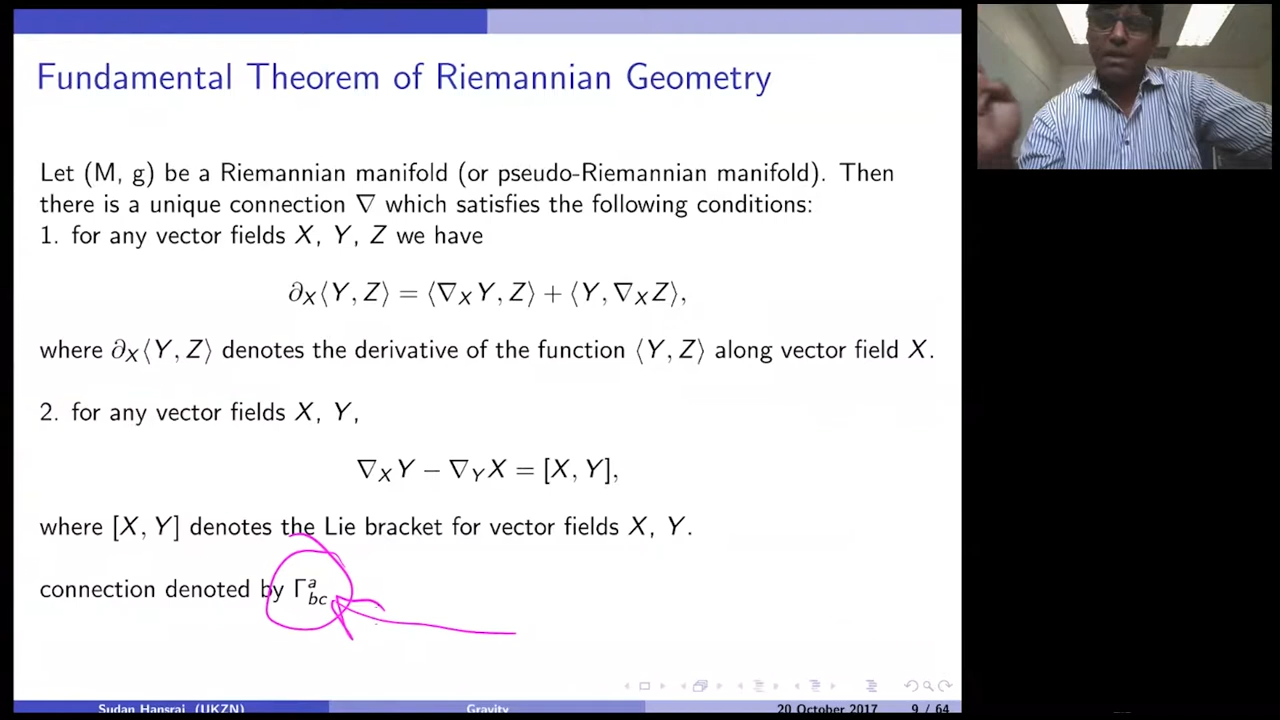 Fundamental Theorem of Riemannian Geometry
Let (M, g) be a Riemannian manifold (or pseudo-Riemannian manifold). Then
there is a unique connection ∇ which satisfies the following conditions:
1. for any vector fields X, Y, Z we have
∂_X⟨Y, Z⟩ = ⟨∇_X Y, Z⟩ + ⟨Y, ∇_X Z⟩,
where ∂_X⟨Y, Z⟩ denotes the derivative of the function ⟨Y, Z⟩ along vector field X.
2. for any vector fields X, Y,
∇_X Y − ∇_Y X = [X, Y],
where [X, Y] denotes the Lie bracket for vector fields X, Y.
connection denoted by Γ^a_bc
Sudan Hansraj (UKZN) Gravity 20 October 2017 9 / 64